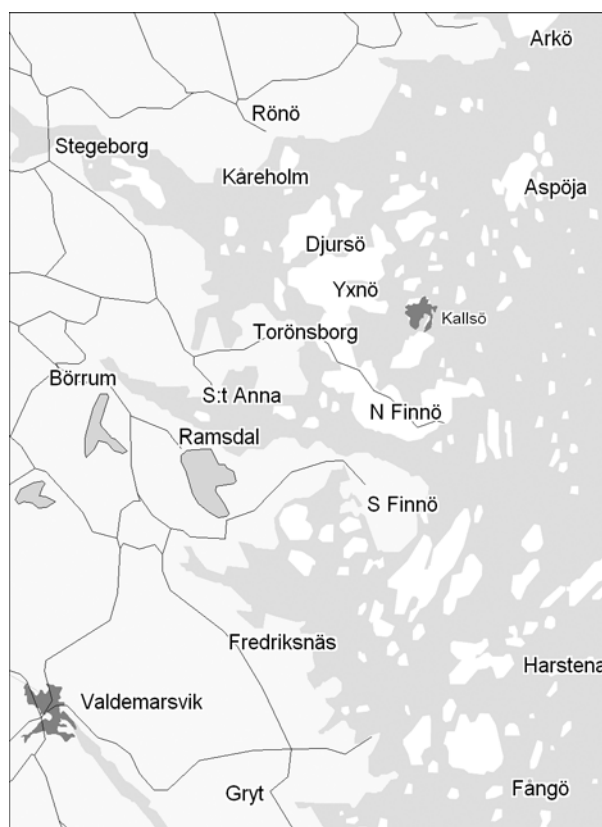 Arkö
Rönö
Stegeborg
Kåreholm
Aspöja
Djursö
Yxnö
Kallsö
Torönsborg
Börrum
S:t Anna
N Finnö
Ramsdal
S Finnö
Fredriksnäs
Harstena
Valdemarsvik
Fångö
Gryt